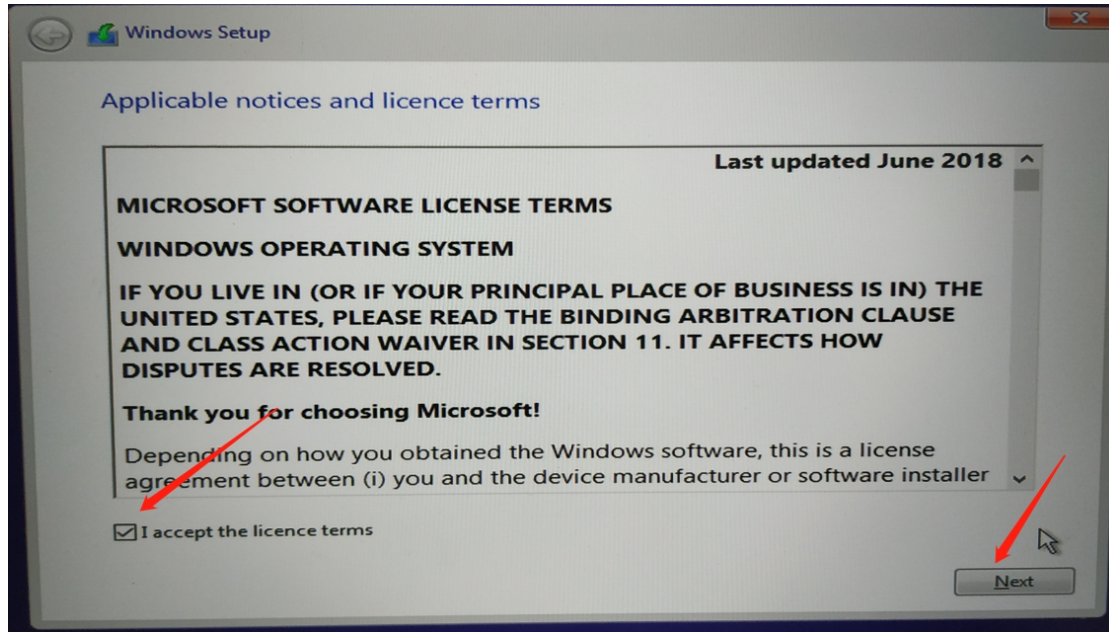 Windows Setup
Applicable notices and licence terms
Last updated June 2018
MICROSOFT SOFTWARE LICENSE TERMS
WINDOWS OPERATING SYSTEM
IF YOU LIVE IN (OR IF YOUR PRINCIPAL PLACE OF BUSINESS IS IN) THE
UNITED STATES, PLEASE READ THE BINDING ARBITRATION CLAUSE
AND CLASS ACTION WAIVER IN SECTION 11. IT AFFECTS HOW
DISPUTES ARE RESOLVED.
Thank you for choosing Microsoft!
Depending on how you obtained the Windows software, this is a license
agreement between (i) you and the device manufacturer or software installer
I accept the licence terms
Next